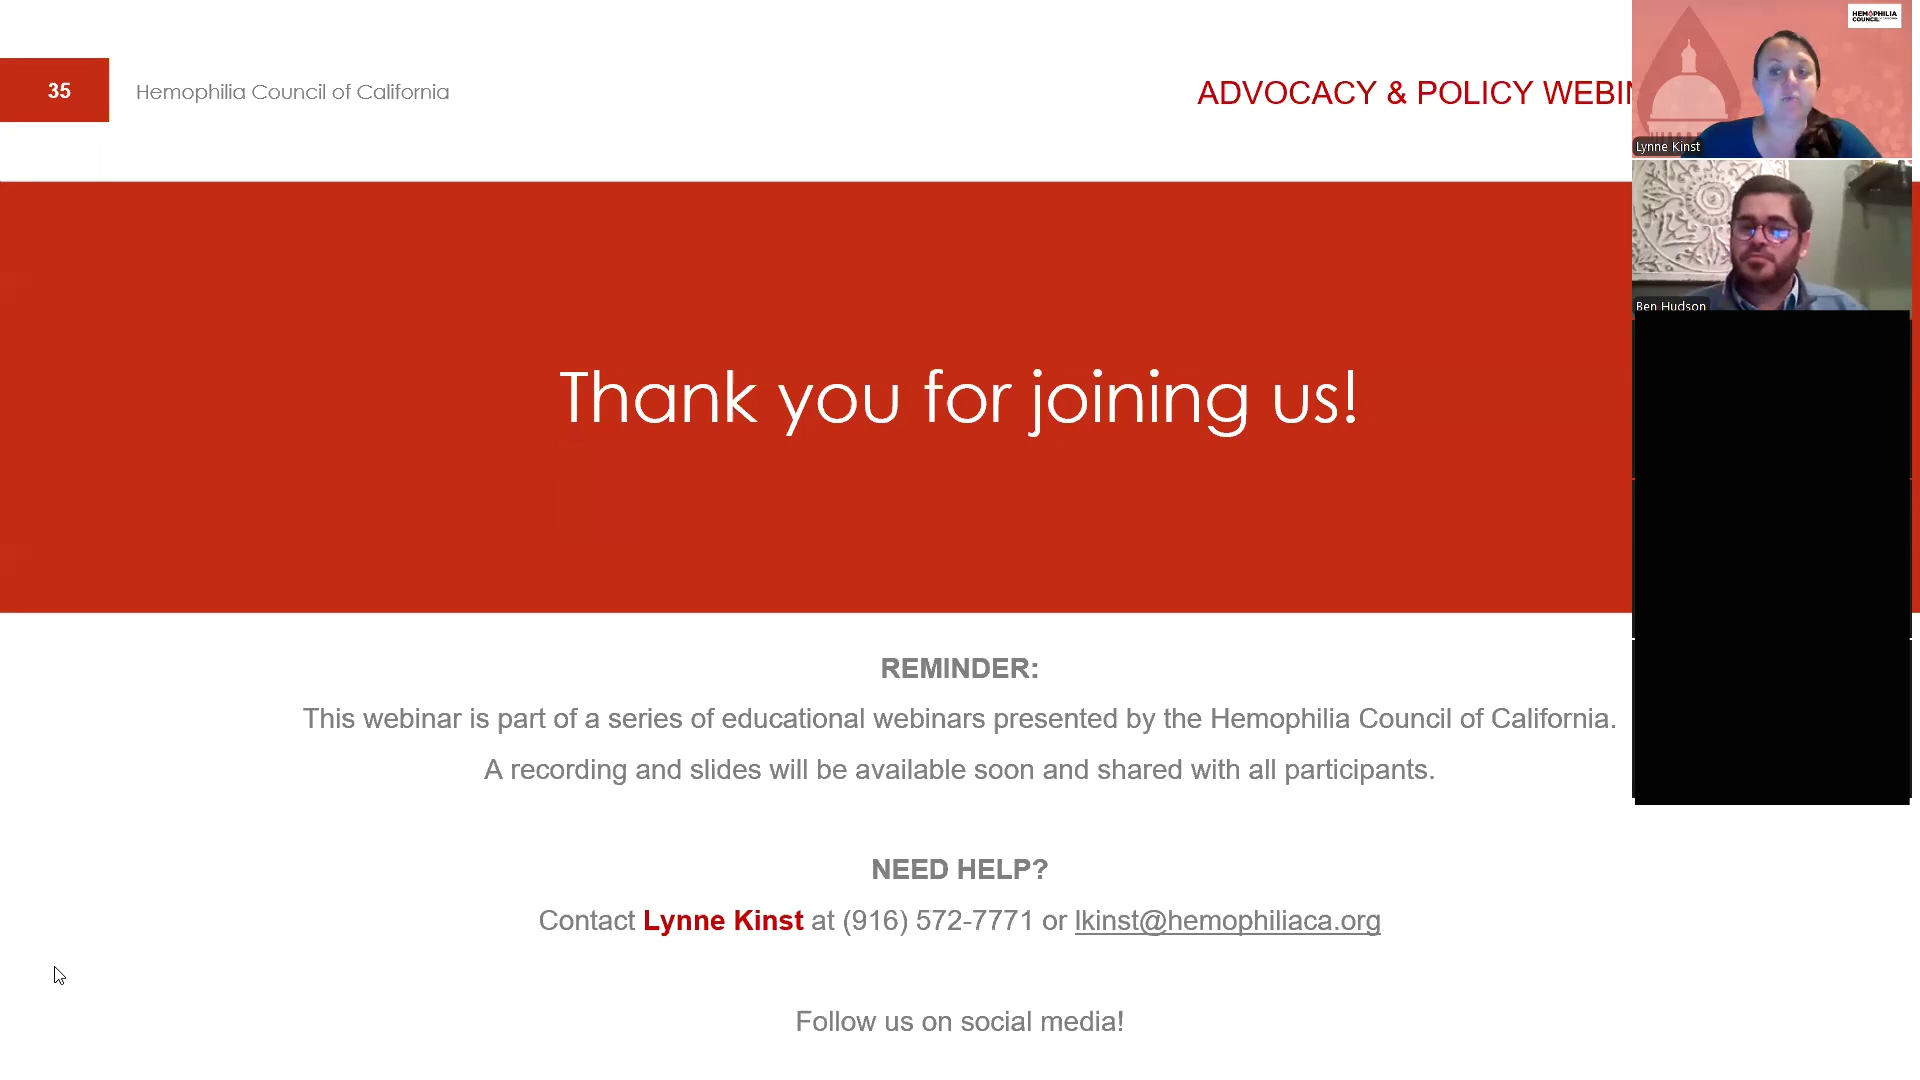 35
Hemophilia Council of California
ADVOCACY & POLICY WEBIN
HEMOPHILIA
COUNCIL
Lynne Kinst
Ben Hudson
Thank you for joining us!
REMINDER:
This webinar is part of a series of educational webinars presented by the Hemophilia Council of California.
A recording and slides will be available soon and shared with all participants.
NEED HELP?
Contact Lynne Kinst at (916) 572-7771 or lkinst@hemophiliaca.org
Follow us on social media!